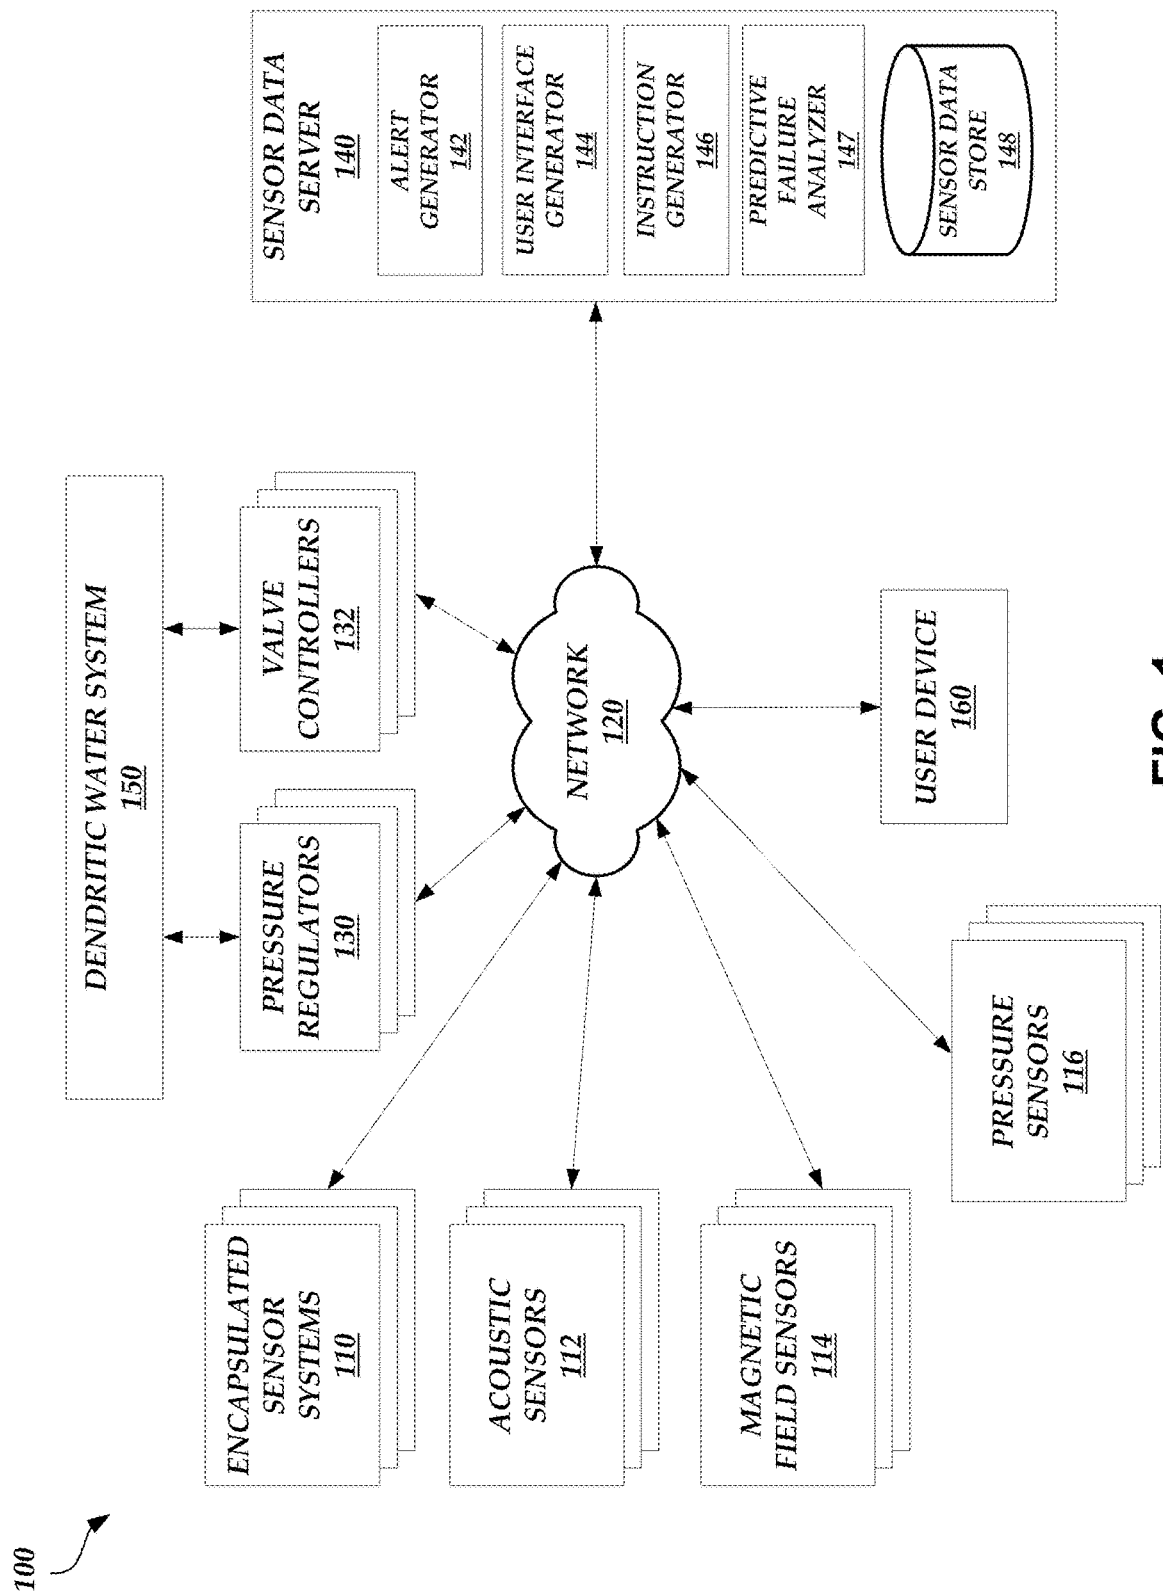 100
DENDRITIC WATER SYSTEM
150
PRESSURE
REGULATORS
130
VALVE
CONTROLLERS
132
ENCAPSULATED
SENSOR
SYSTEMS
110
ACOUSTIC
SENSORS
112
MAGNETIC
FIELD SENSORS
114
PRESSURE
SENSORS
116
NETWORK
120
USER DEVICE
160
SENSOR DATA
SERVER
140
ALERT
GENERATOR
142
USER INTERFACE
GENERATOR
144
INSTRUCTION
GENERATOR
146
PREDICTIVE
FAILURE
ANALYZER
147
SENSOR DATA
STORE
148